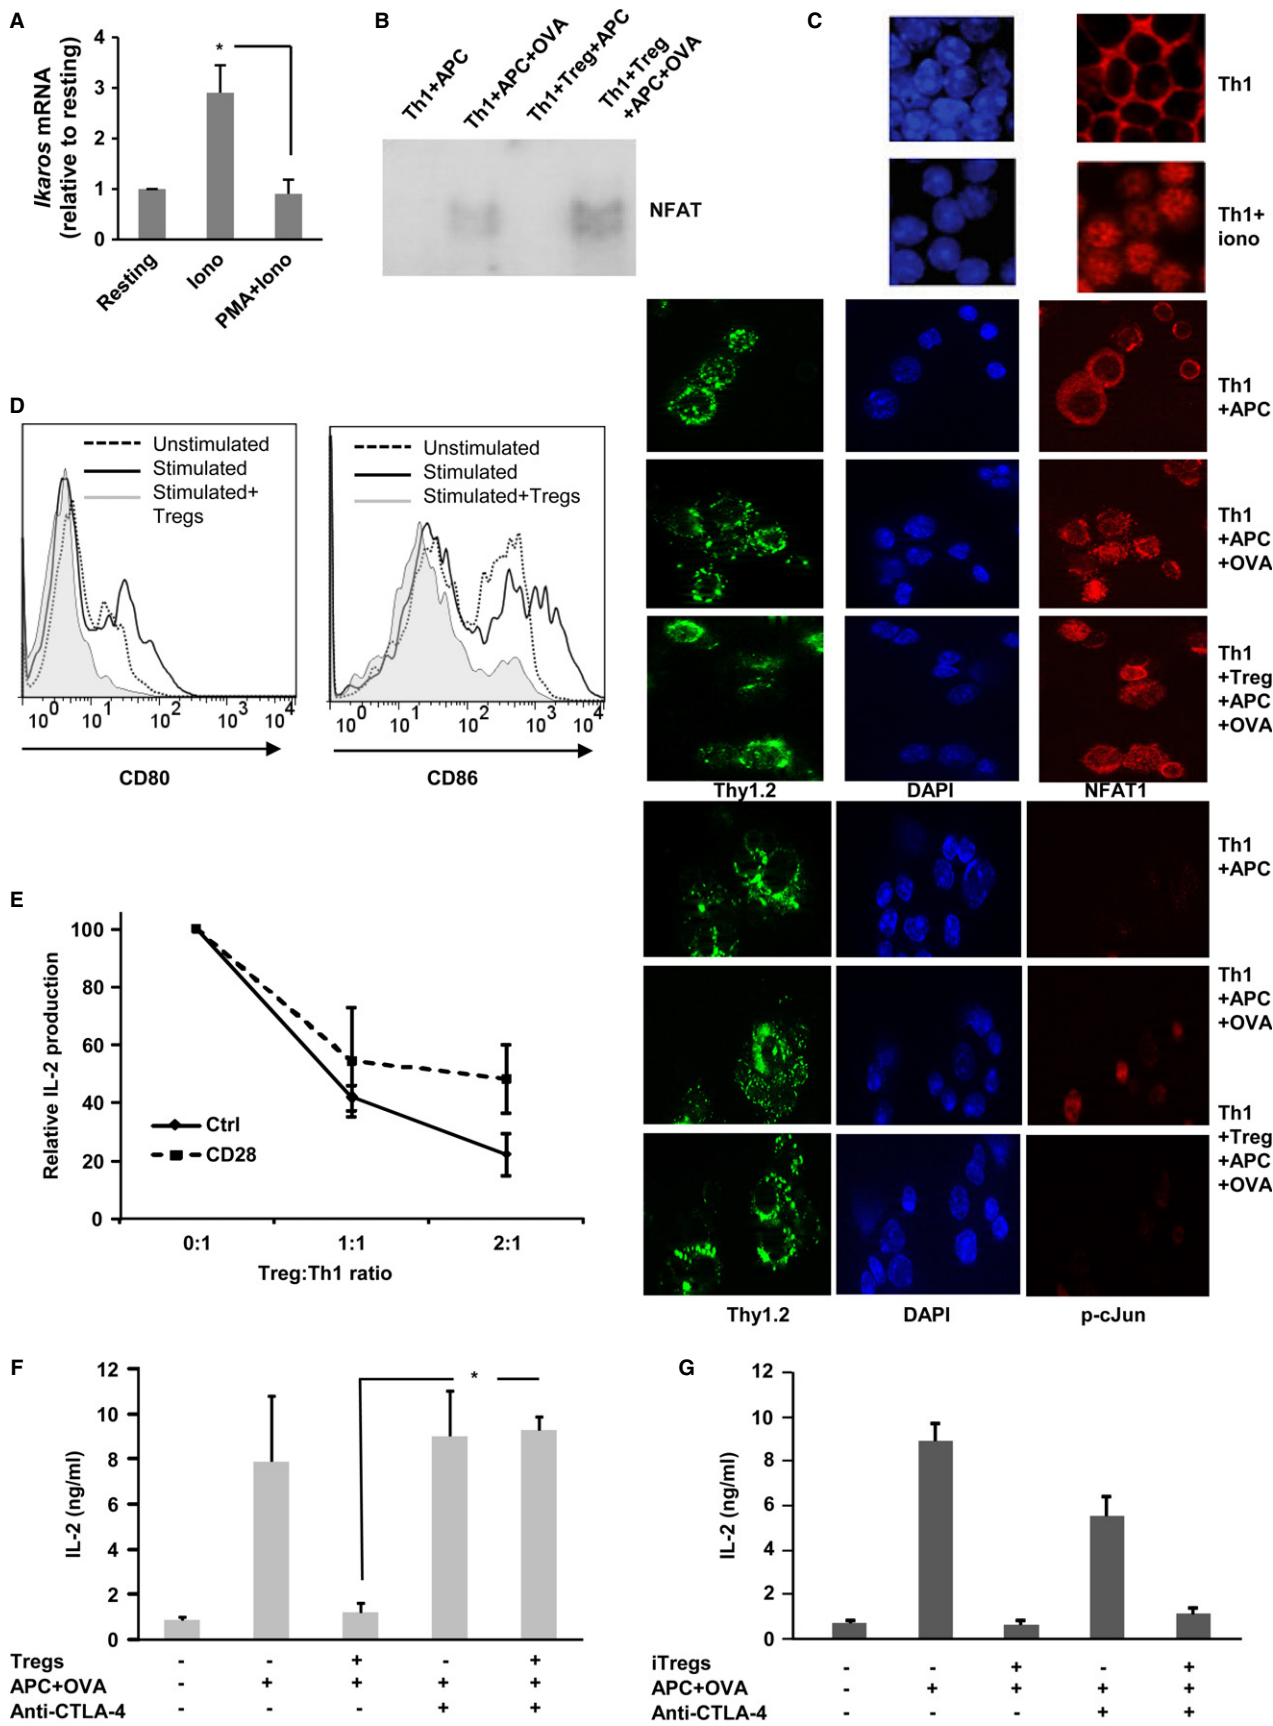 A
Ikaros mRNA
(relative to resting)
4
3
2
1
0
*
Resting
Iono
PMA+Iono
B
Th1+APC
Th1+APC+OVA
Th1+Treg+APC
Th1+Treg
+APC+OVA
NFAT
C
Th1
Th1+
iono
Th1
+APC
Th1
+APC
+OVA
Th1
+Treg
+APC
+OVA
Thy1.2
DAPI
NFAT1
Th1
+APC
Th1
+APC
+OVA
Th1
+Treg
+APC
+OVA
Thy1.2
DAPI
p-cJun
D
Unstimulated
Stimulated
Stimulated+
Tregs
10^0 10^1 10^2 10^3 10^4
CD80
Unstimulated
Stimulated
Stimulated+Tregs
10^0 10^1 10^2 10^3 10^4
CD86
E
Relative IL-2 production
100
80
60
40
20
0
Ctrl
CD28
0:1 1:1 2:1
Treg:Th1 ratio
F
IL-2 (ng/ml)
12
10
8
6
4
2
0
*
Tregs - - + - +
APC+OVA - + + + +
Anti-CTLA-4 - - - + +
G
IL-2 (ng/ml)
12
10
8
6
4
2
0
iTregs - - + - +
APC+OVA - + + + +
Anti-CTLA-4 - - - + +